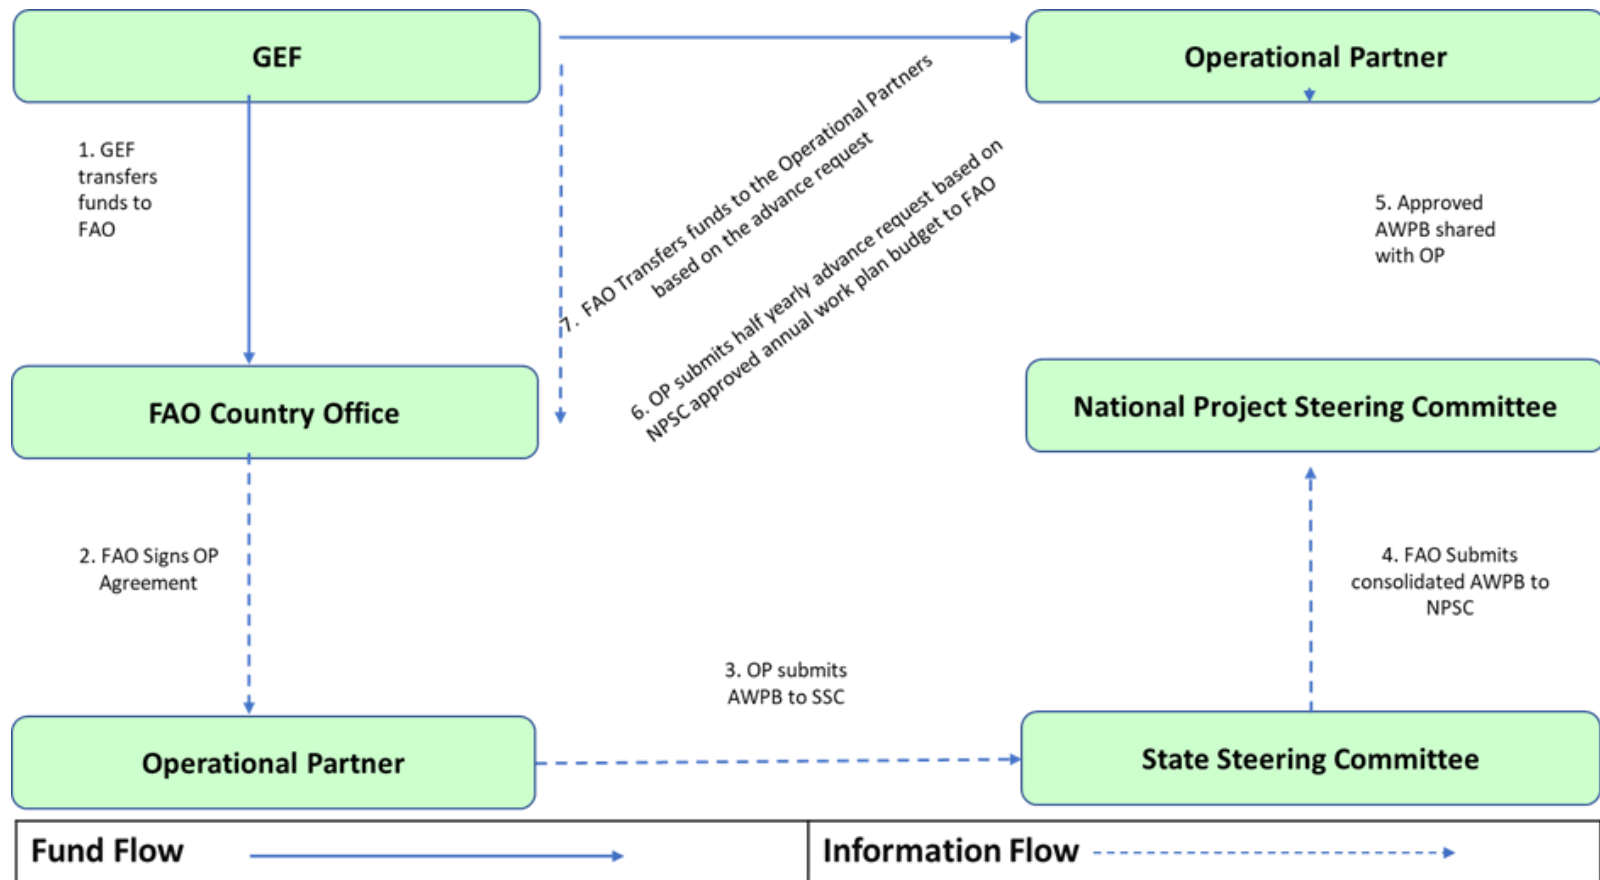 GEF
Operational Partner
1. GEF
transfers
funds to
FAO
7. FAO Transfers funds to the Operational Partners
based on the advance request
6. OP submits half yearly advance request based on
NPSC approved annual work plan budget to FAO
5. Approved
AWPB shared
with OP
FAO Country Office
National Project Steering Committee
2. FAO Signs OP
Agreement
4. FAO Submits
consolidated AWPB to
NPSC
3. OP submits
AWPB to SSC
Operational Partner
State Steering Committee
Fund Flow
Information Flow